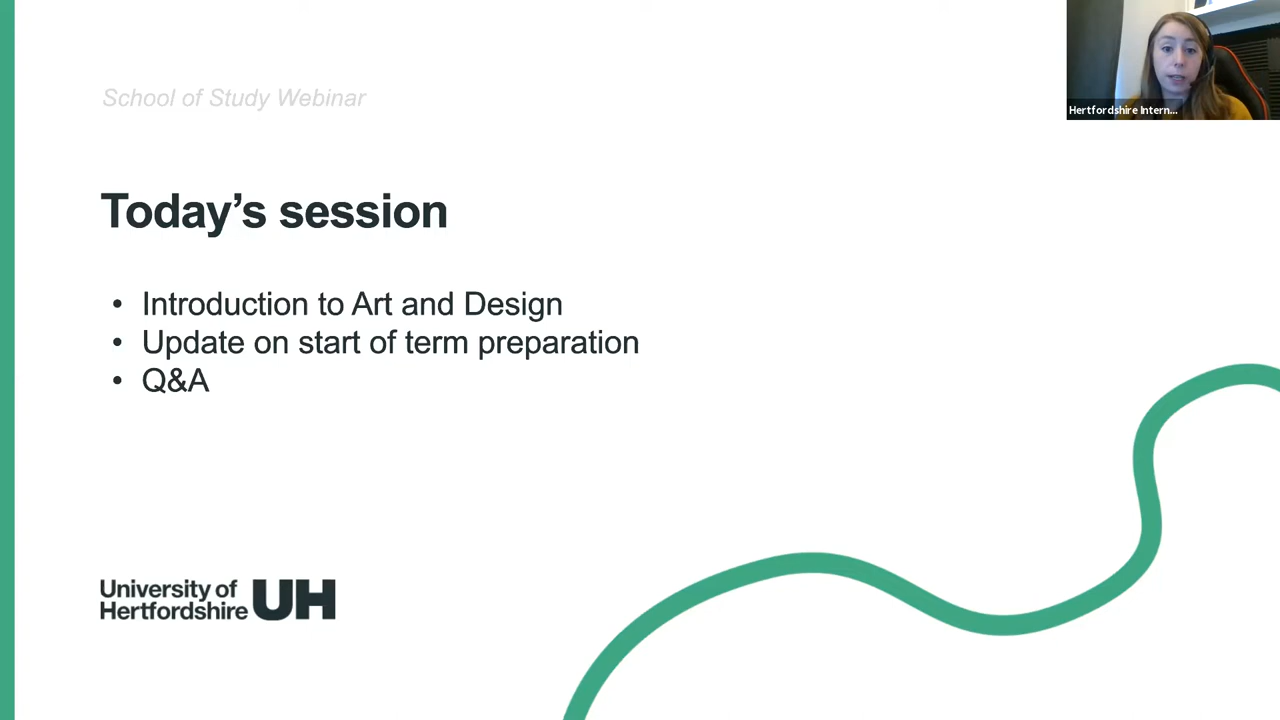 School of Study Webinar
Hertfordshire Intern...
Today's session
• Introduction to Art and Design
• Update on start of term preparation
• Q&A
University of
Hertfordshire UH